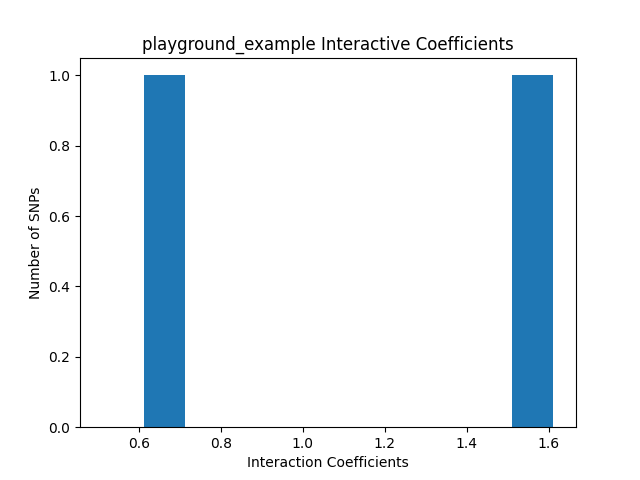 playground_example Interactive Coefficients
1.0
0.8
0.6
0.4
0.2
0.0
Number of SNPs
0.6 0.8 1.0 1.2 1.4 1.6
Interaction Coefficients